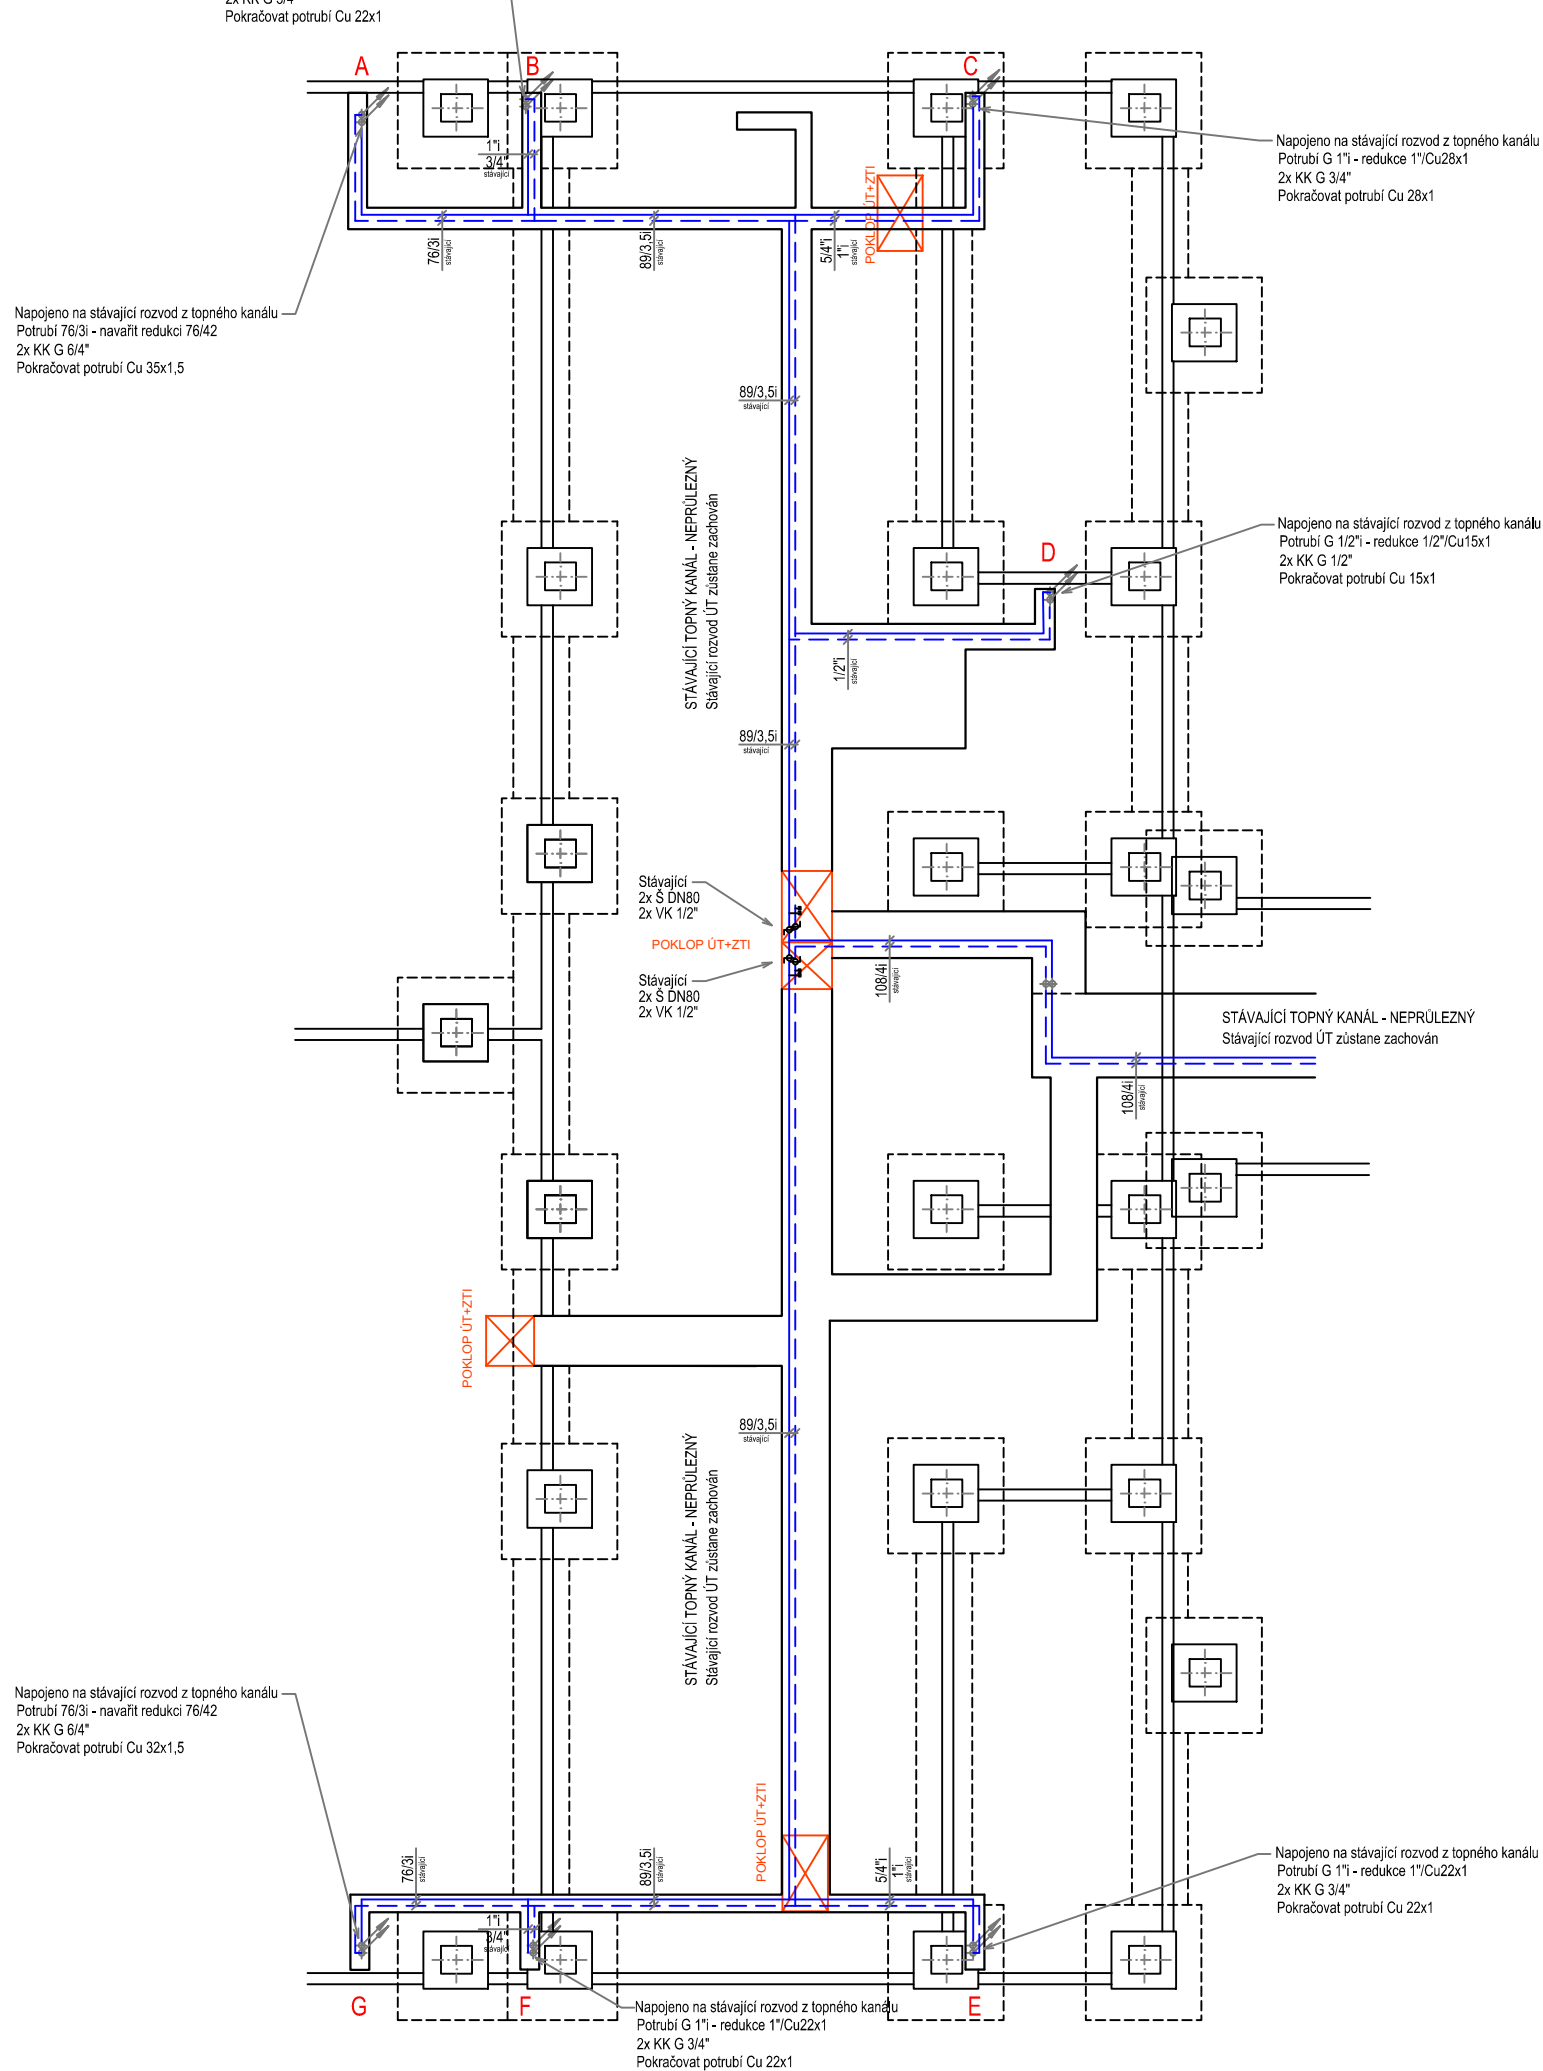 Pokračovat potrubí Cu 22x1
A
B
C
1"i
3/4"
stávající
POKLOP ÚT+ZTI
Napojeno na stávající rozvod z topného kanálu
Potrubí G 1"i - redukce 1"/Cu28x1
2x KK G 3/4"
Pokračovat potrubí Cu 28x1
76/3i
stávající
89/3,5i
stávající
5/4"i
1"i
stávající
Napojeno na stávající rozvod z topného kanálu
Potrubí 76/3i - navařit redukci 76/42
2x KK G 6/4"
Pokračovat potrubí Cu 35x1,5
89/3,5i
stávající
STÁVAJÍCÍ TOPNÝ KANÁL - NEPRŮLEZNÝ
Stávající rozvod ÚT zůstane zachován
D
Napojeno na stávající rozvod z topného kanálu
Potrubí G 1/2"i - redukce 1/2"/Cu15x1
2x KK G 1/2"
Pokračovat potrubí Cu 15x1
1/2"i
stávající
89/3,5i
stávající
Stávající
2x Š DN80
2x VK 1/2"
POKLOP ÚT+ZTI
Stávající
2x Š DN80
2x VK 1/2"
108/4i
stávající
STÁVAJÍCÍ TOPNÝ KANÁL - NEPRŮLEZNÝ
Stávající rozvod ÚT zůstane zachován
108/4i
stávající
POKLOP ÚT+ZTI
89/3,5i
stávající
STÁVAJÍCÍ TOPNÝ KANÁL - NEPRŮLEZNÝ
Stávající rozvod ÚT zůstane zachován
Napojeno na stávající rozvod z topného kanálu
Potrubí 76/3i - navařit redukci 76/42
2x KK G 6/4"
Pokračovat potrubí Cu 32x1,5
POKLOP ÚT+ZTI
76/3i
stávající
89/3,5i
stávající
5/4"i
1"i
stávající
Napojeno na stávající rozvod z topného kanálu
Potrubí G 1"i - redukce 1"/Cu22x1
2x KK G 3/4"
Pokračovat potrubí Cu 22x1
1"i
3/4"
stávající
G
F
E
Napojeno na stávající rozvod z topného kanálu
Potrubí G 1"i - redukce 1"/Cu22x1
2x KK G 3/4"
Pokračovat potrubí Cu 22x1